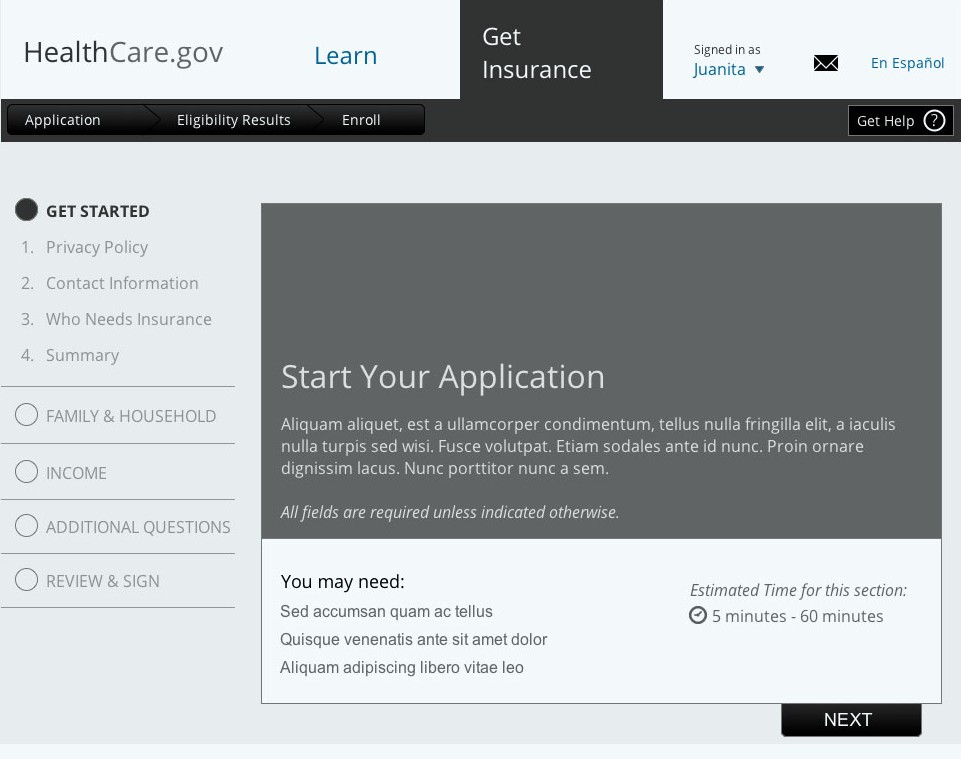 HealthCare.gov
Learn
Get
Insurance
Signed in as
Juanita
En Español
Application
Eligibility Results
Enroll
Get Help ?
GET STARTED
1. Privacy Policy
2. Contact Information
3. Who Needs Insurance
4. Summary
FAMILY & HOUSEHOLD
INCOME
ADDITIONAL QUESTIONS
REVIEW & SIGN
Start Your Application
Aliquam aliquet, est a ullamcorper condimentum, tellus nulla fringilla elit, a iaculis
nulla turpis sed wisi. Fusce volutpat. Etiam sodales ante id nunc. Proin ornare
dignissim lacus. Nunc porttitor nunc a sem.
All fields are required unless indicated otherwise.
You may need:
Sed accumsan quam ac tellus
Quisque venenatis ante sit amet dolor
Aliquam adipiscing libero vitae leo
Estimated Time for this section:
5 minutes - 60 minutes
NEXT